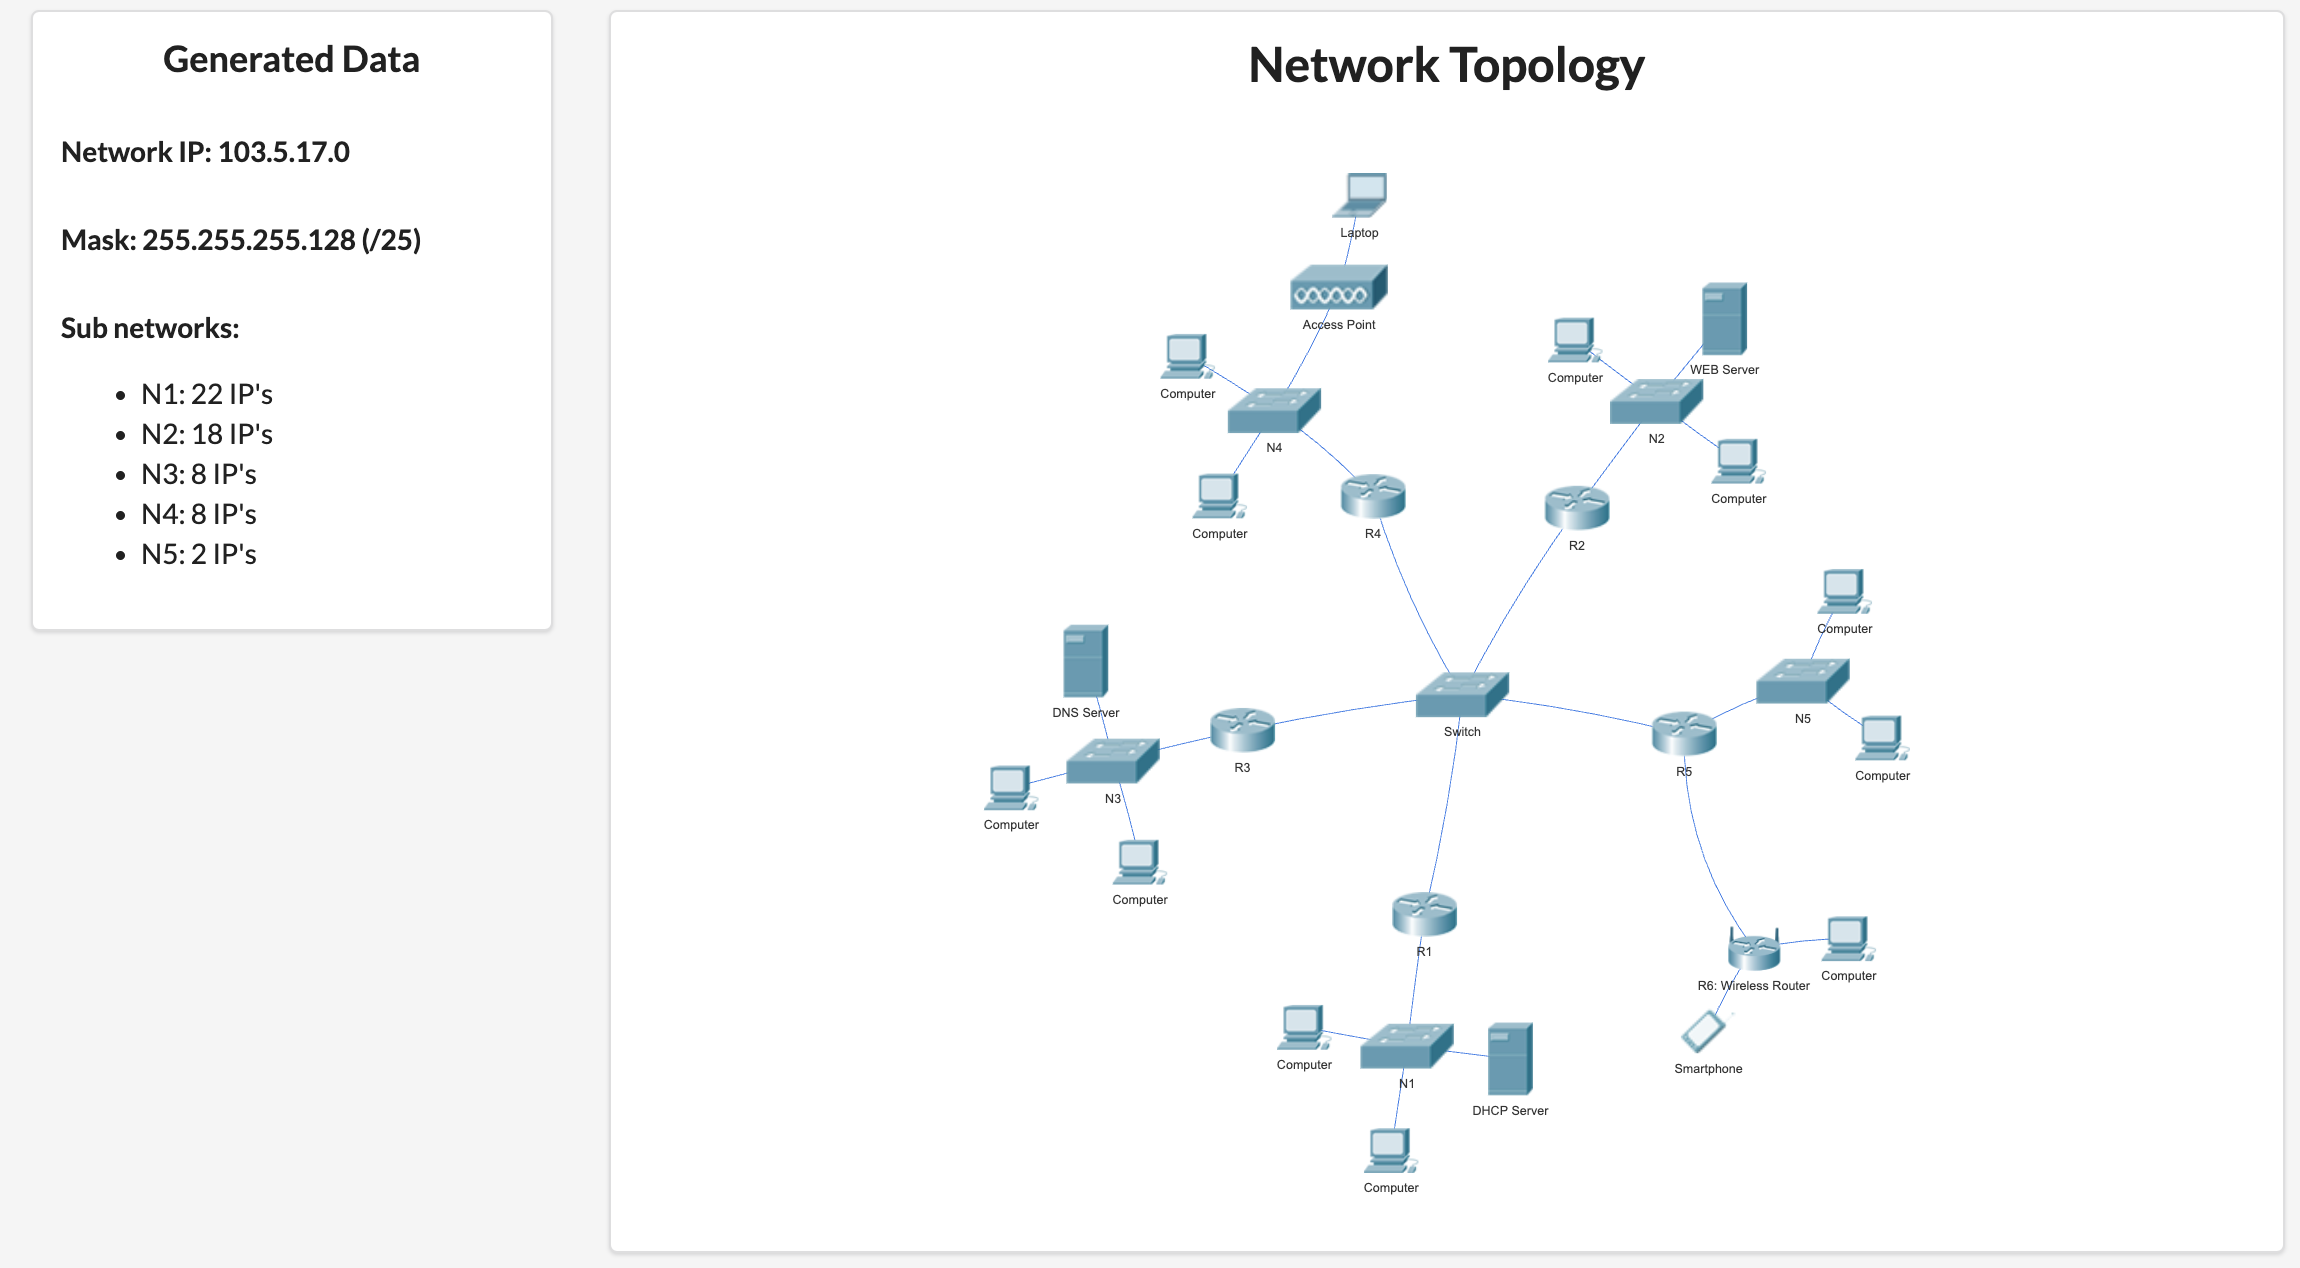 Generated Data
Network IP: 103.5.17.0
Mask: 255.255.255.128 (/25)
Sub networks:
N1: 22 IP's
N2: 18 IP's
N3: 8 IP's
N4: 8 IP's
N5: 2 IP's
Network Topology
Laptop
Access Point
Computer
N4
Computer
R4
Computer
WEB Server
N2
Computer
R2
Computer
N5
Computer
R5
Switch
DNS Server
R3
N3
Computer
Computer
R1
Computer
N1
DHCP Server
Computer
R6: Wireless Router
Computer
Smartphone